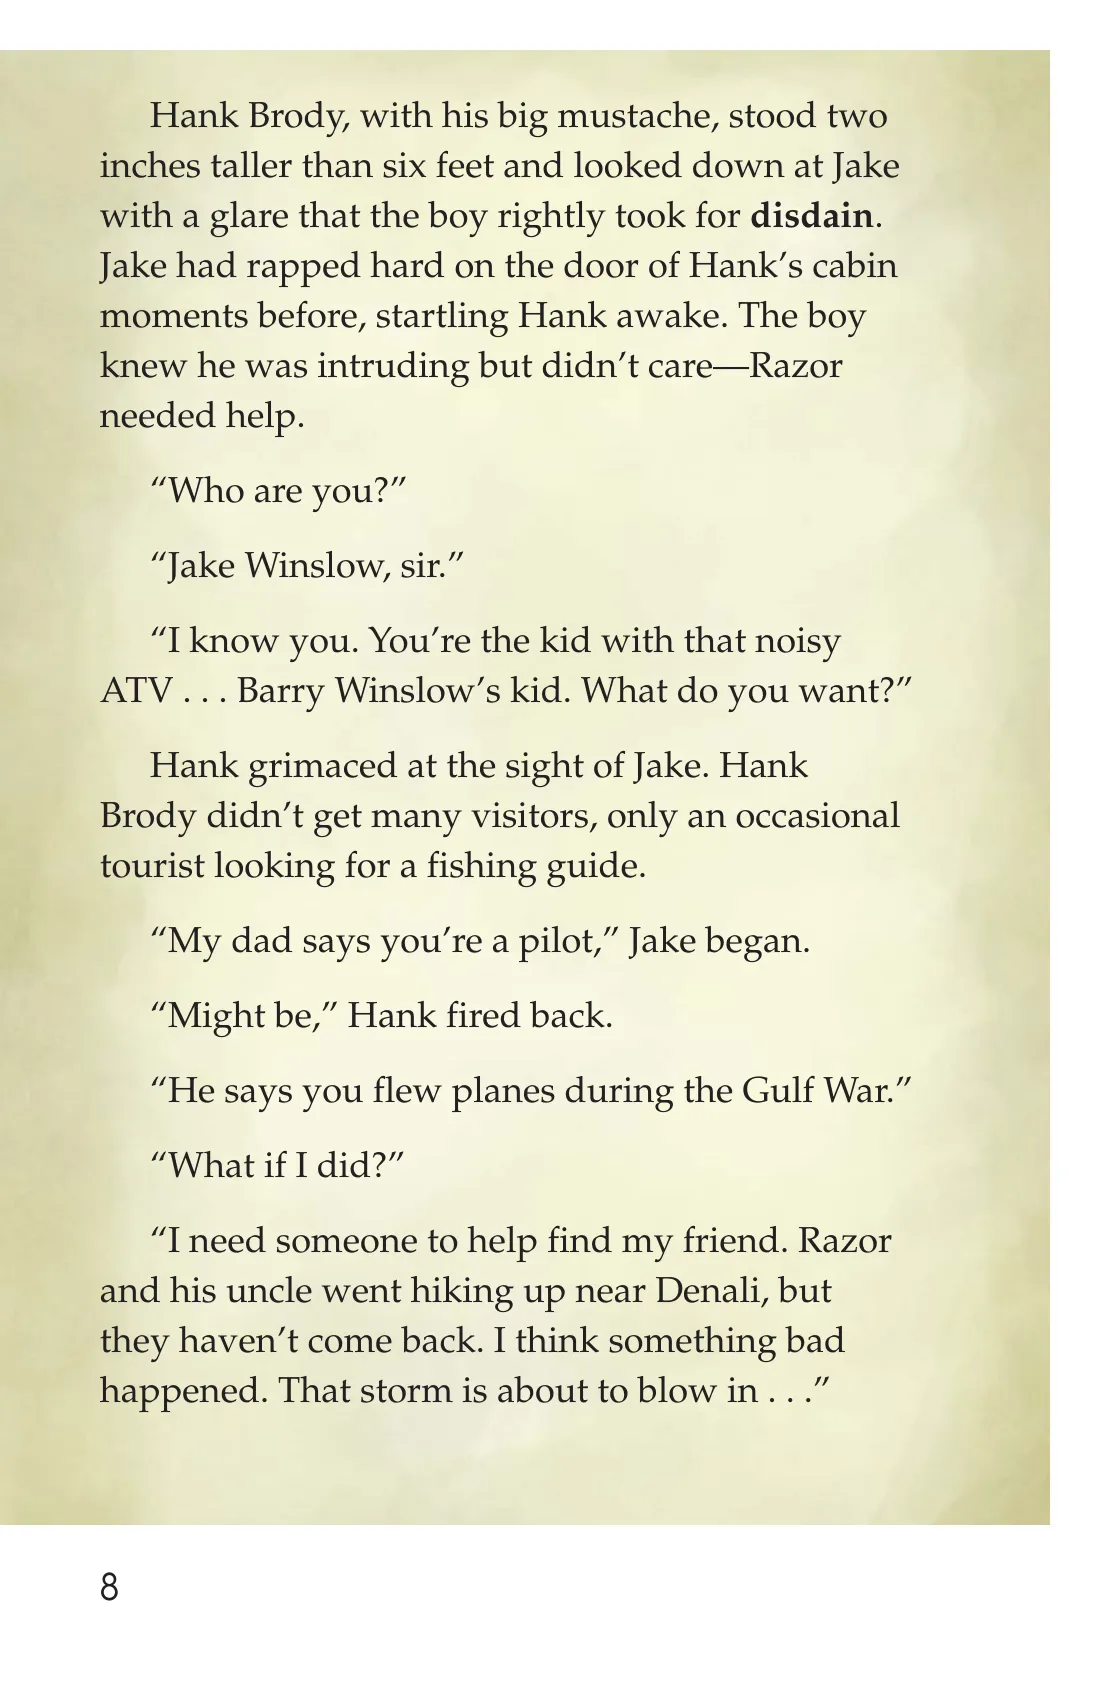 Hank Brody, with his big mustache, stood two
inches taller than six feet and looked down at Jake
with a glare that the boy rightly took for disdain.
Jake had rapped hard on the door of Hank’s cabin
moments before, startling Hank awake. The boy
knew he was intruding but didn’t care—Razor
needed help.
“Who are you?”
“Jake Winslow, sir.”
“I know you. You’re the kid with that noisy
ATV . . . Barry Winslow’s kid. What do you want?”
Hank grimaced at the sight of Jake. Hank
Brody didn’t get many visitors, only an occasional
tourist looking for a fishing guide.
“My dad says you’re a pilot,” Jake began.
“Might be,” Hank fired back.
“He says you flew planes during the Gulf War.”
“What if I did?”
“I need someone to help find my friend. Razor
and his uncle went hiking up near Denali, but
they haven’t come back. I think something bad
happened. That storm is about to blow in . . .”
8